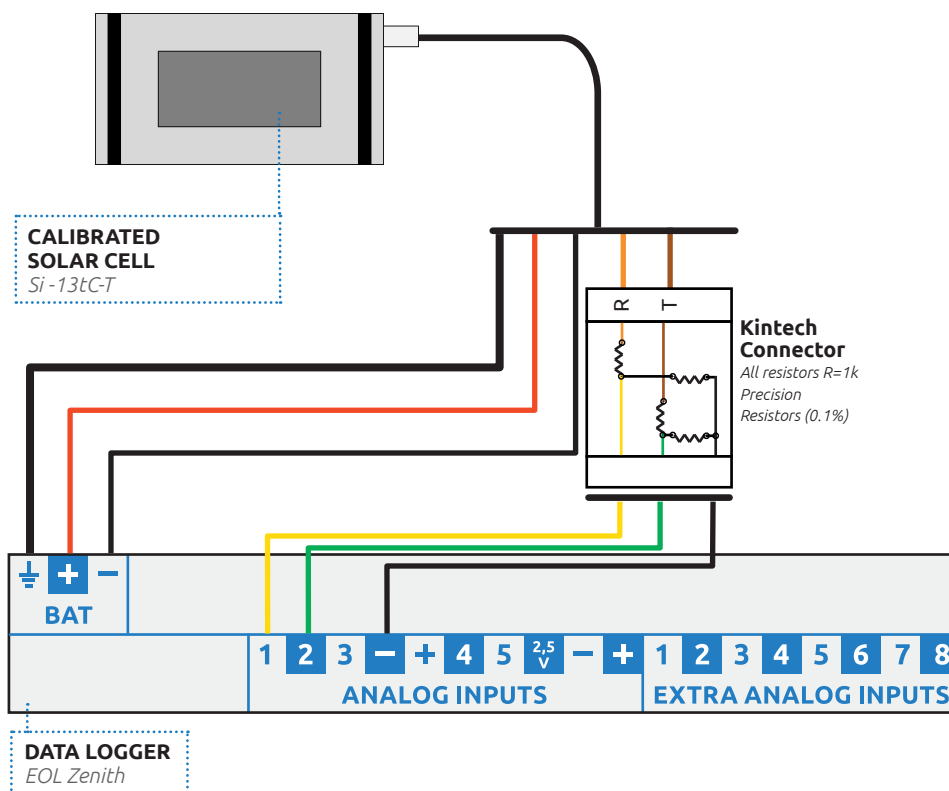 CALIBRATED
SOLAR CELL
Si -13tC-T
R T
Kintech
Connector
All resistors R=1k
Precision
Resistors (0.1%)
+ −
BAT
1 2 3 − + 4 5 2,5 V − + 1 2 3 4 5 6 7 8
ANALOG INPUTS EXTRA ANALOG INPUTS
DATA LOGGER
EOL Zenith